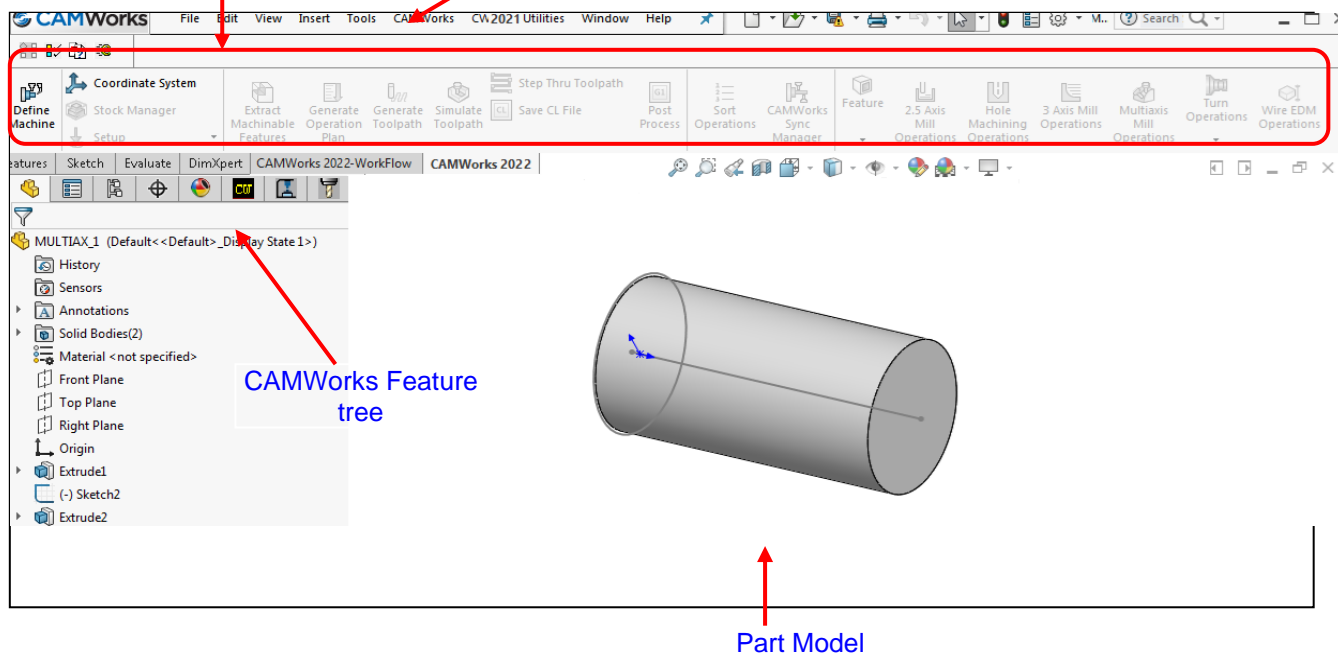 CAMWorks File Edit View Insert Tools CAMWorks CW2021 Utilities Window Help M.. Search
Define Machine
Coordinate System
Stock Manager
Setup
Extract Machinable Features
Generate Operation Plan
Generate Toolpath
Simulate Toolpath
Step Thru Toolpath
CL Save CL File
G1 Post Process
Sort Operations
CAMWorks Sync Manager
Feature
2.5 Axis Mill Operations
Hole Machining Operations
3 Axis Mill Operations
Multiaxis Mill Operations
Turn Operations
Wire EDM Operations
eatures Sketch Evaluate DimXpert CAMWorks 2022-WorkFlow CAMWorks 2022
MULTIAX_1 (Default<<Default>_Display State 1>)
History
Sensors
A Annotations
Solid Bodies(2)
Material <not specified>
Front Plane
Top Plane
Right Plane
Origin
Extrude1
(-) Sketch2
Extrude2
CAMWorks Feature
tree
Part Model